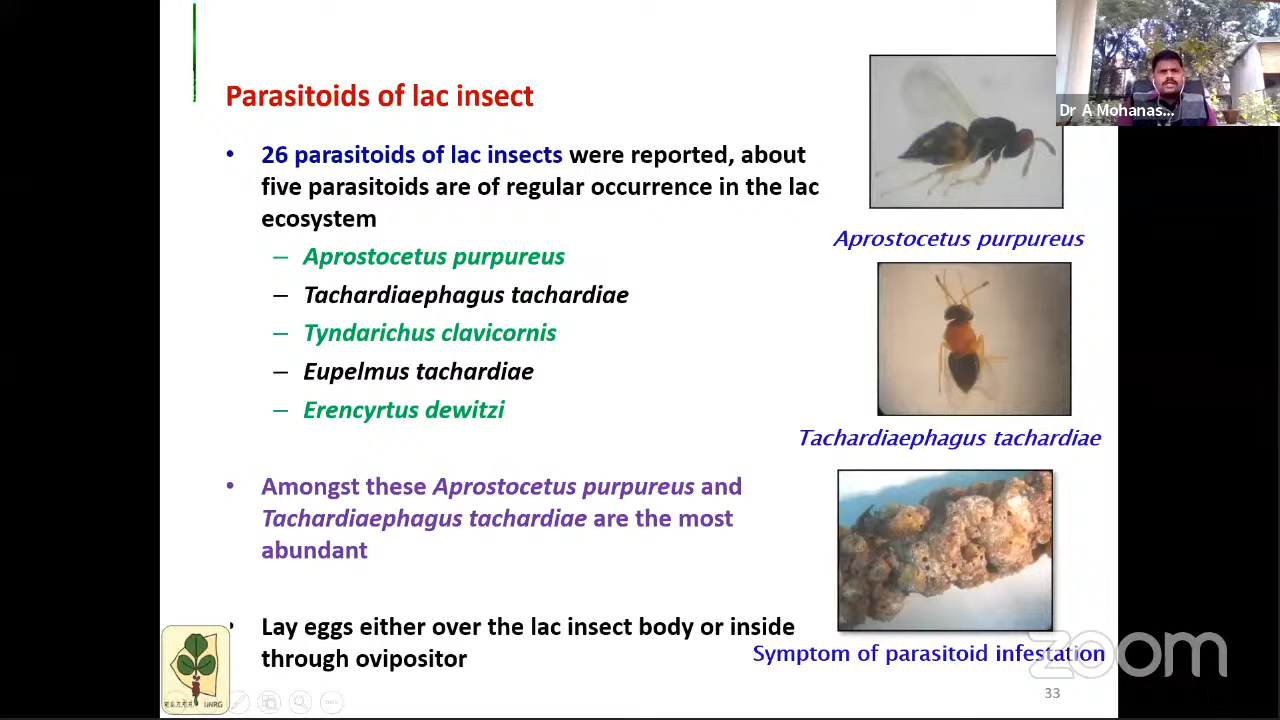 Parasitoids of lac insect
• 26 parasitoids of lac insects were reported, about
five parasitoids are of regular occurrence in the lac
ecosystem
– Aprostocetus purpureus
– Tachardiaephagus tachardiae
– Tyndarichus clavicornis
– Eupelmus tachardiae
– Erencyrtus dewitzi
• Amongst these Aprostocetus purpureus and
Tachardiaephagus tachardiae are the most
abundant
• Lay eggs either over the lac insect body or inside
through ovipositor
Dr A Mohanas...
Aprostocetus purpureus
Tachardiaephagus tachardiae
Symptom of parasitoid infestation
zoom
33
IINRG